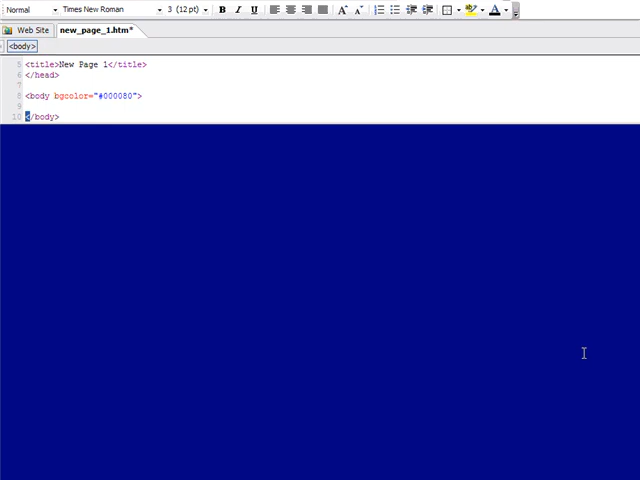 Normal Times New Roman 3 (12 pt) B I U A A A
Web Site new_page_1.htm*
<body>
5 <title>New Page 1</title>
6 </head>
7
8 <body bgcolor="#000080">
9
10 </body>